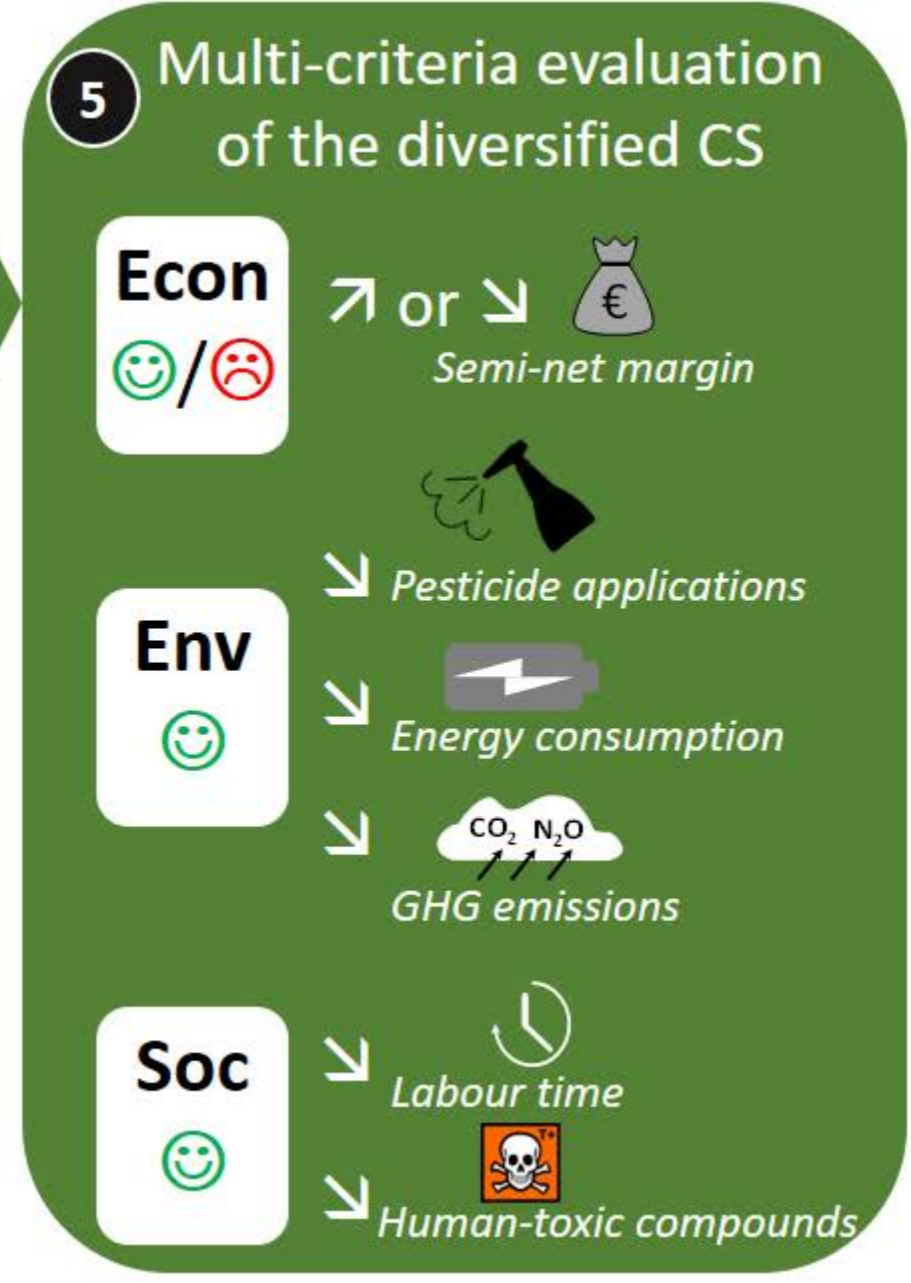 5
Multi-criteria evaluation
of the diversified CS
Econ
/
↗ or ↘
€
Semi-net margin
Env
↘ Pesticide applications
↘ Energy consumption
CO₂ N₂O
↘ GHG emissions
Soc
↘ Labour time
T+
↘ Human-toxic compounds